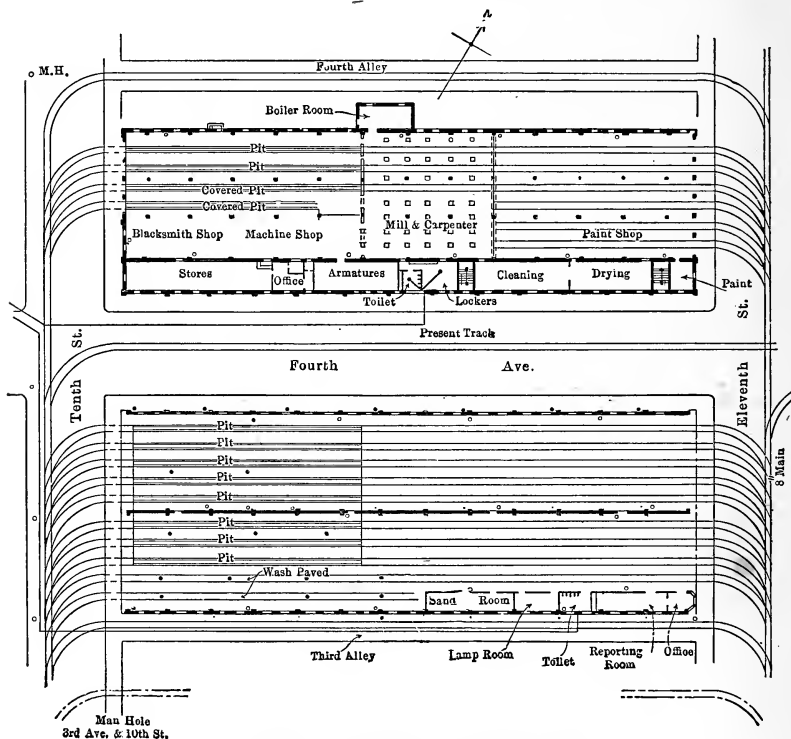 M.H.
Fourth Alley
Boiler Room
Pit
Pit
Covered Pit
Covered Pit
Blacksmith Shop
Machine Shop
Mill & Carpenter
Paint Shop
Stores
Office
Armatures
Cleaning
Drying
Paint
Toilet
Lockers
Present Track
Tenth St.
Fourth Ave.
Eleventh St.
8 Main
Pit
Pit
Pit
Pit
Pit
Pit
Pit
Pit
Wash Paved
Sand Room
Third Alley
Lamp Room
Toilet
Reporting
Room
Office
Man Hole
3rd Ave. & 10th St.